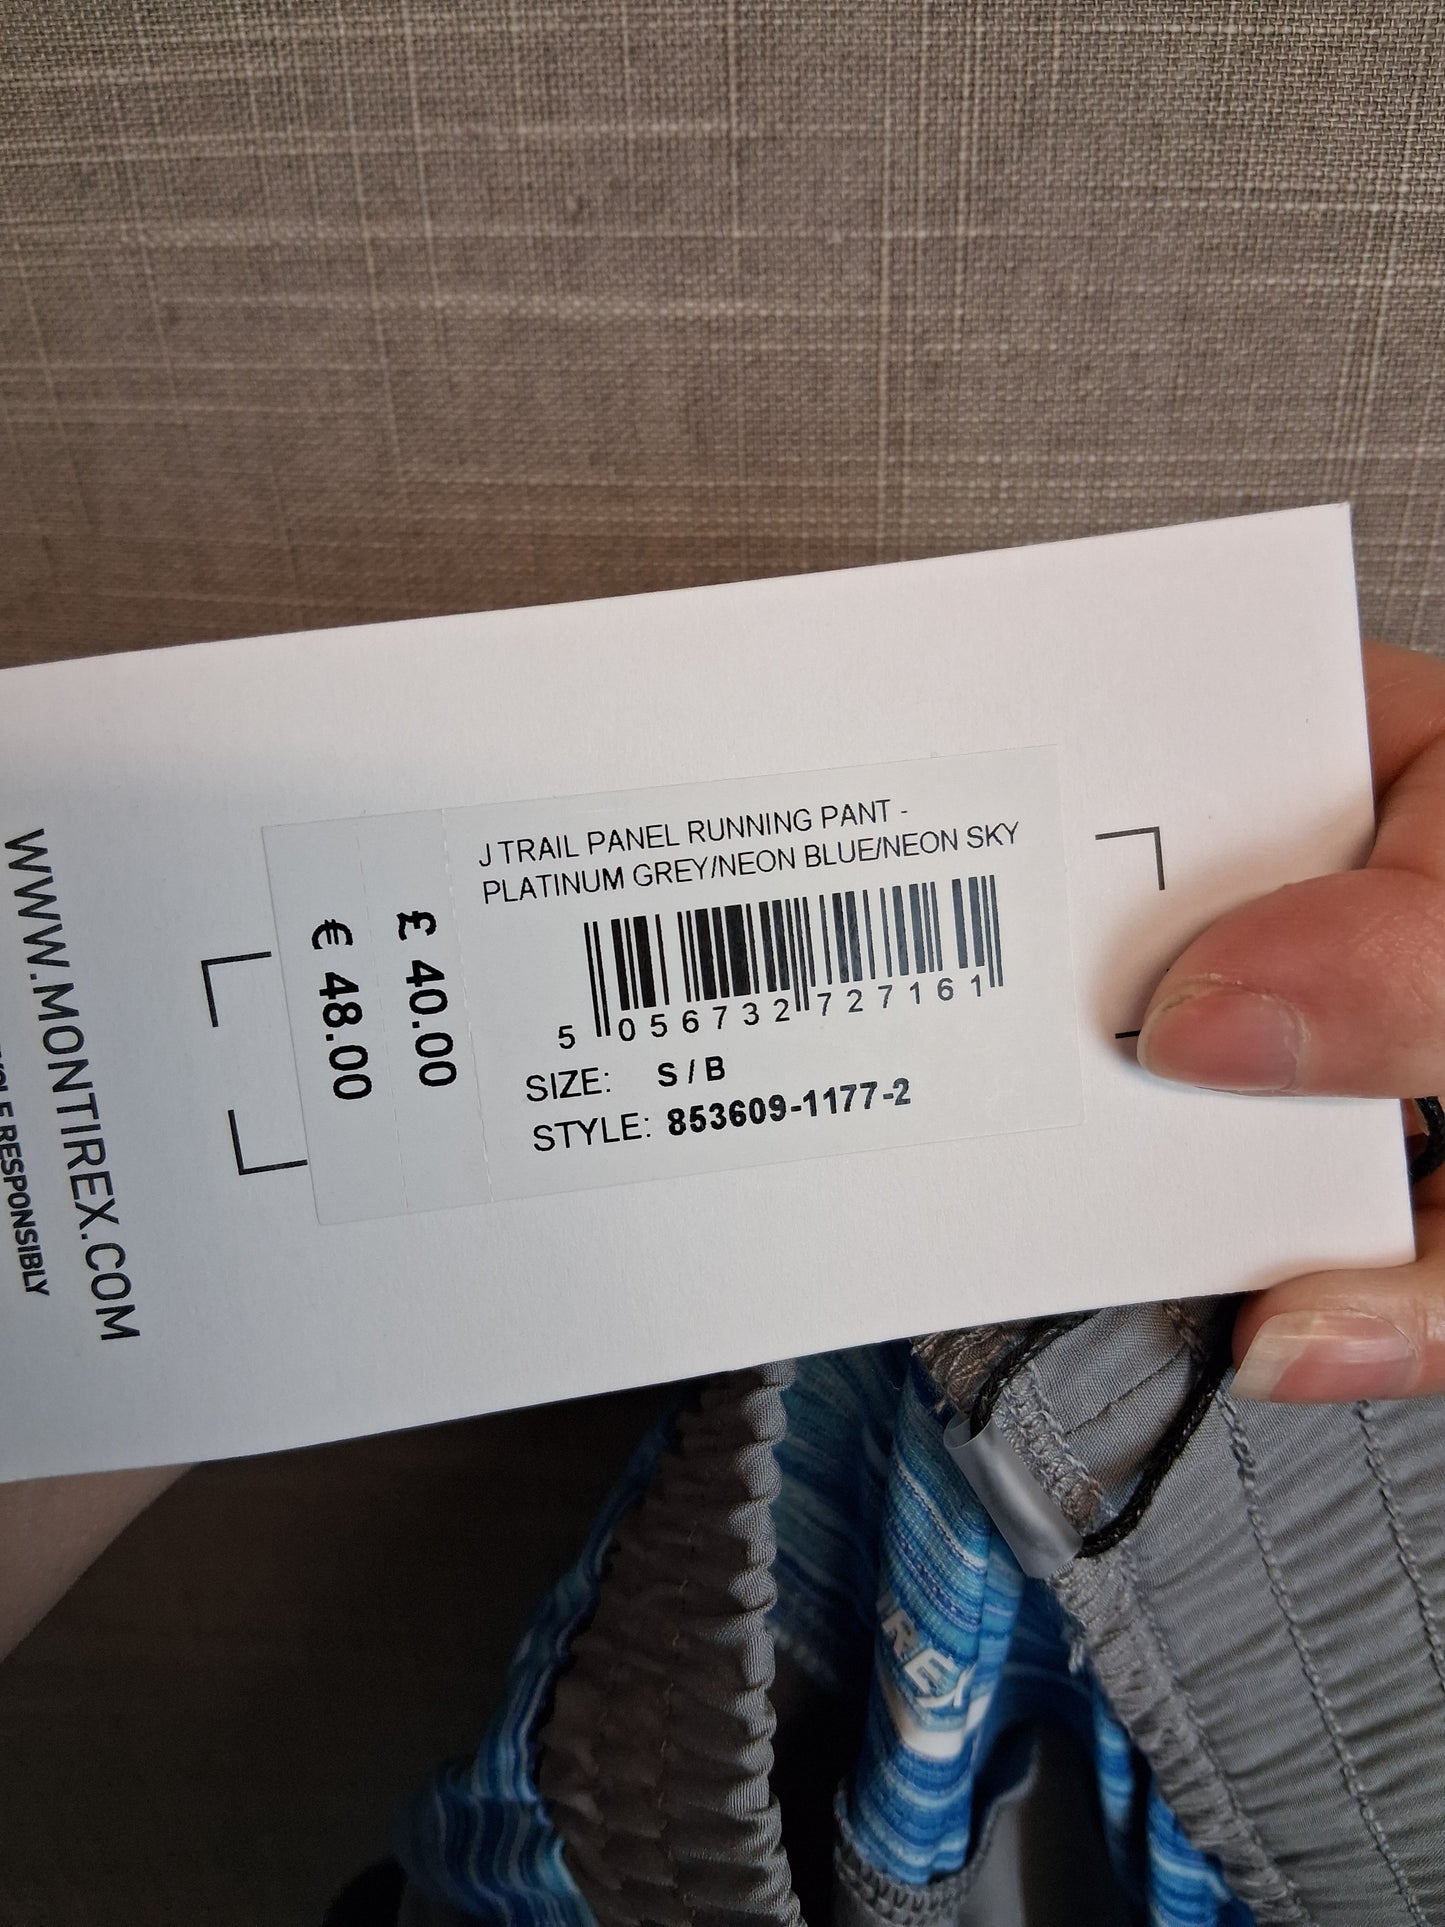 J TRAIL PANEL RUNNING PANT -
PLATINUM GREY/NEON BLUE/NEON SKY
5 056732 727161
SIZE: S / B
STYLE: 853609-1177-2
£ 40.00
€ 48.00
WWW.MONTIREX.COM
RESPONSIBLY